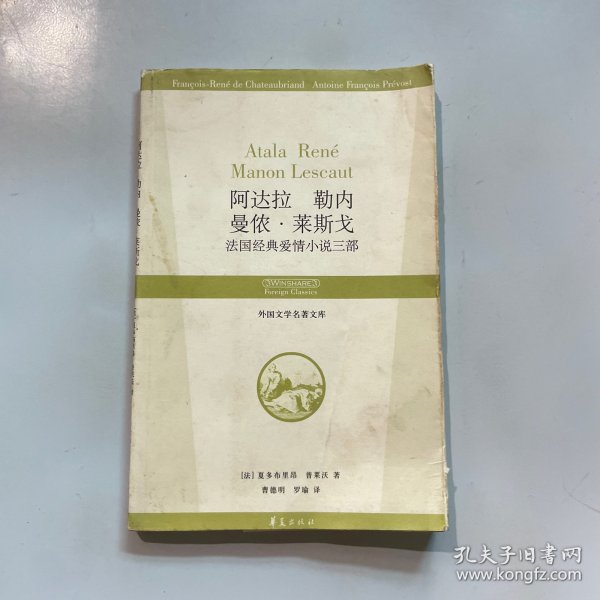 François-René de Chateaubriand Antoine François Prévost
Atala René
Manon Lescaut
阿达拉 勒内
曼侬·莱斯戈
法国经典爱情小说三部
3WINSHARE3
Foreign Classics
外国文学名著文库
[法] 夏多布里昂 普莱沃 著
曹德明 罗瑜 译
华夏出版社
孔夫子旧书网
www.kongfz.com